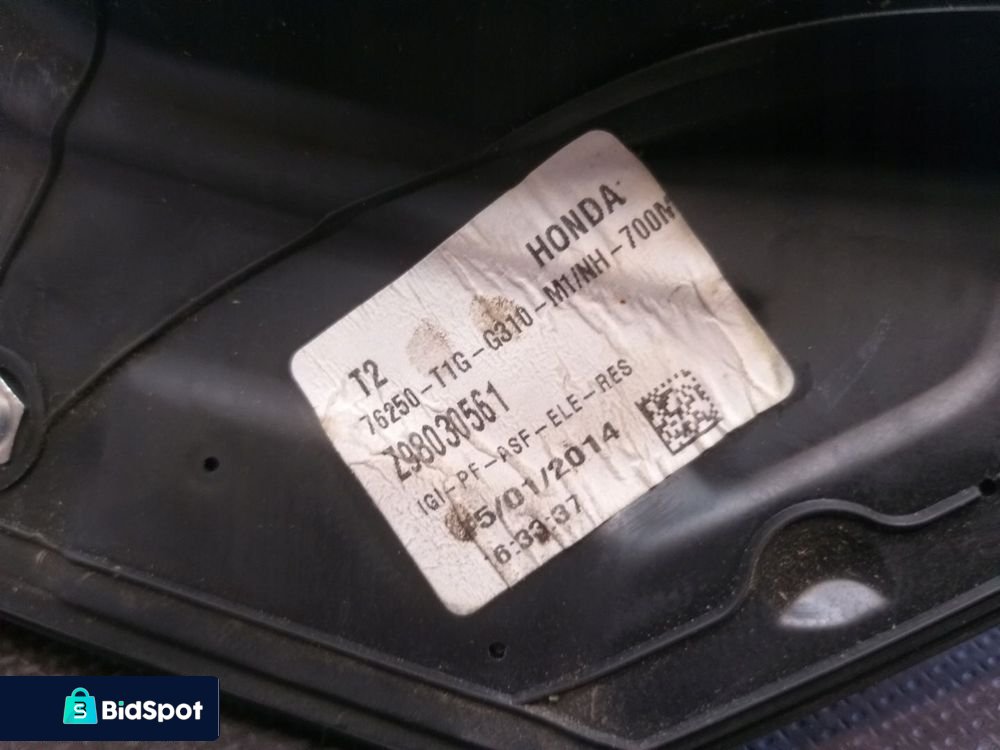 HONDA
T2
76250-T1G-G310-M1/NH-700M
Z98030561
IGI-PF-ASF-ELE-RES
5/01/2014
6:33:37
BidSpot